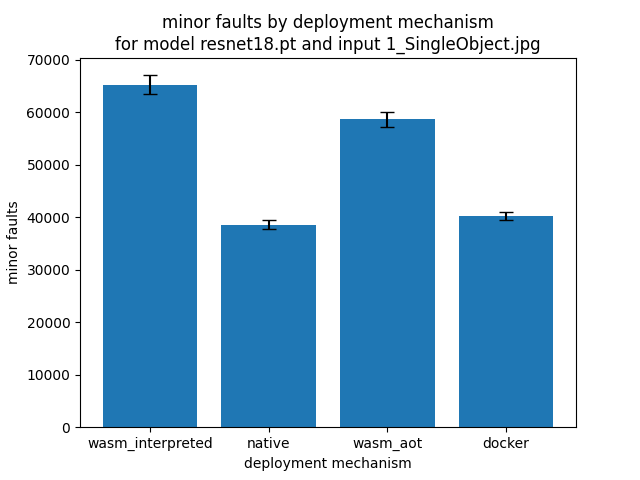 minor faults by deployment mechanism
for model resnet18.pt and input 1_SingleObject.jpg
70000
60000
50000
40000
30000
20000
10000
0
minor faults
wasm_interpreted native wasm_aot docker
deployment mechanism